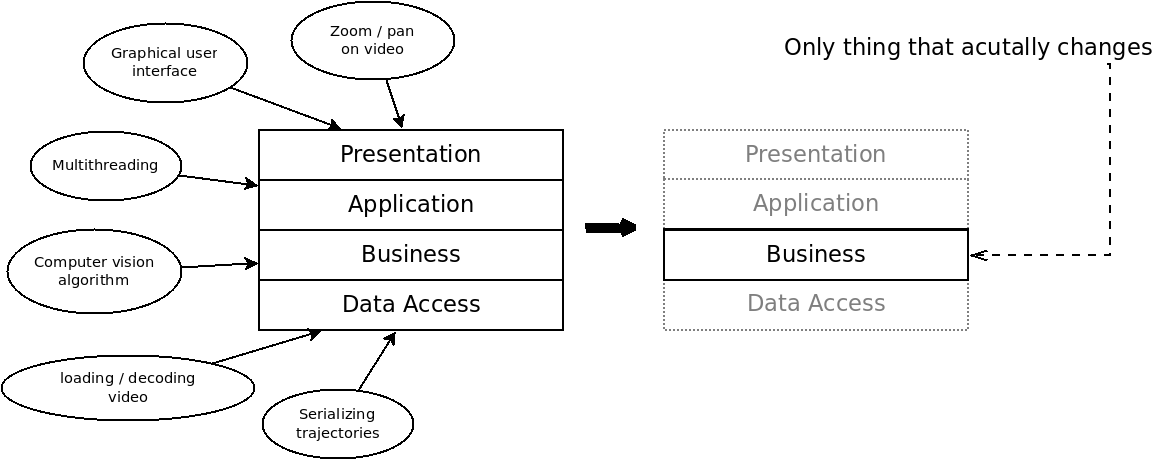 Zoom / pan
on video
Graphical user
interface
Only thing that acutally changes
Multithreading
Presentation
Application
Business
Data Access
Presentation
Application
Business
Data Access
Computer vision
algorithm
loading / decoding
video
Serializing
trajectories